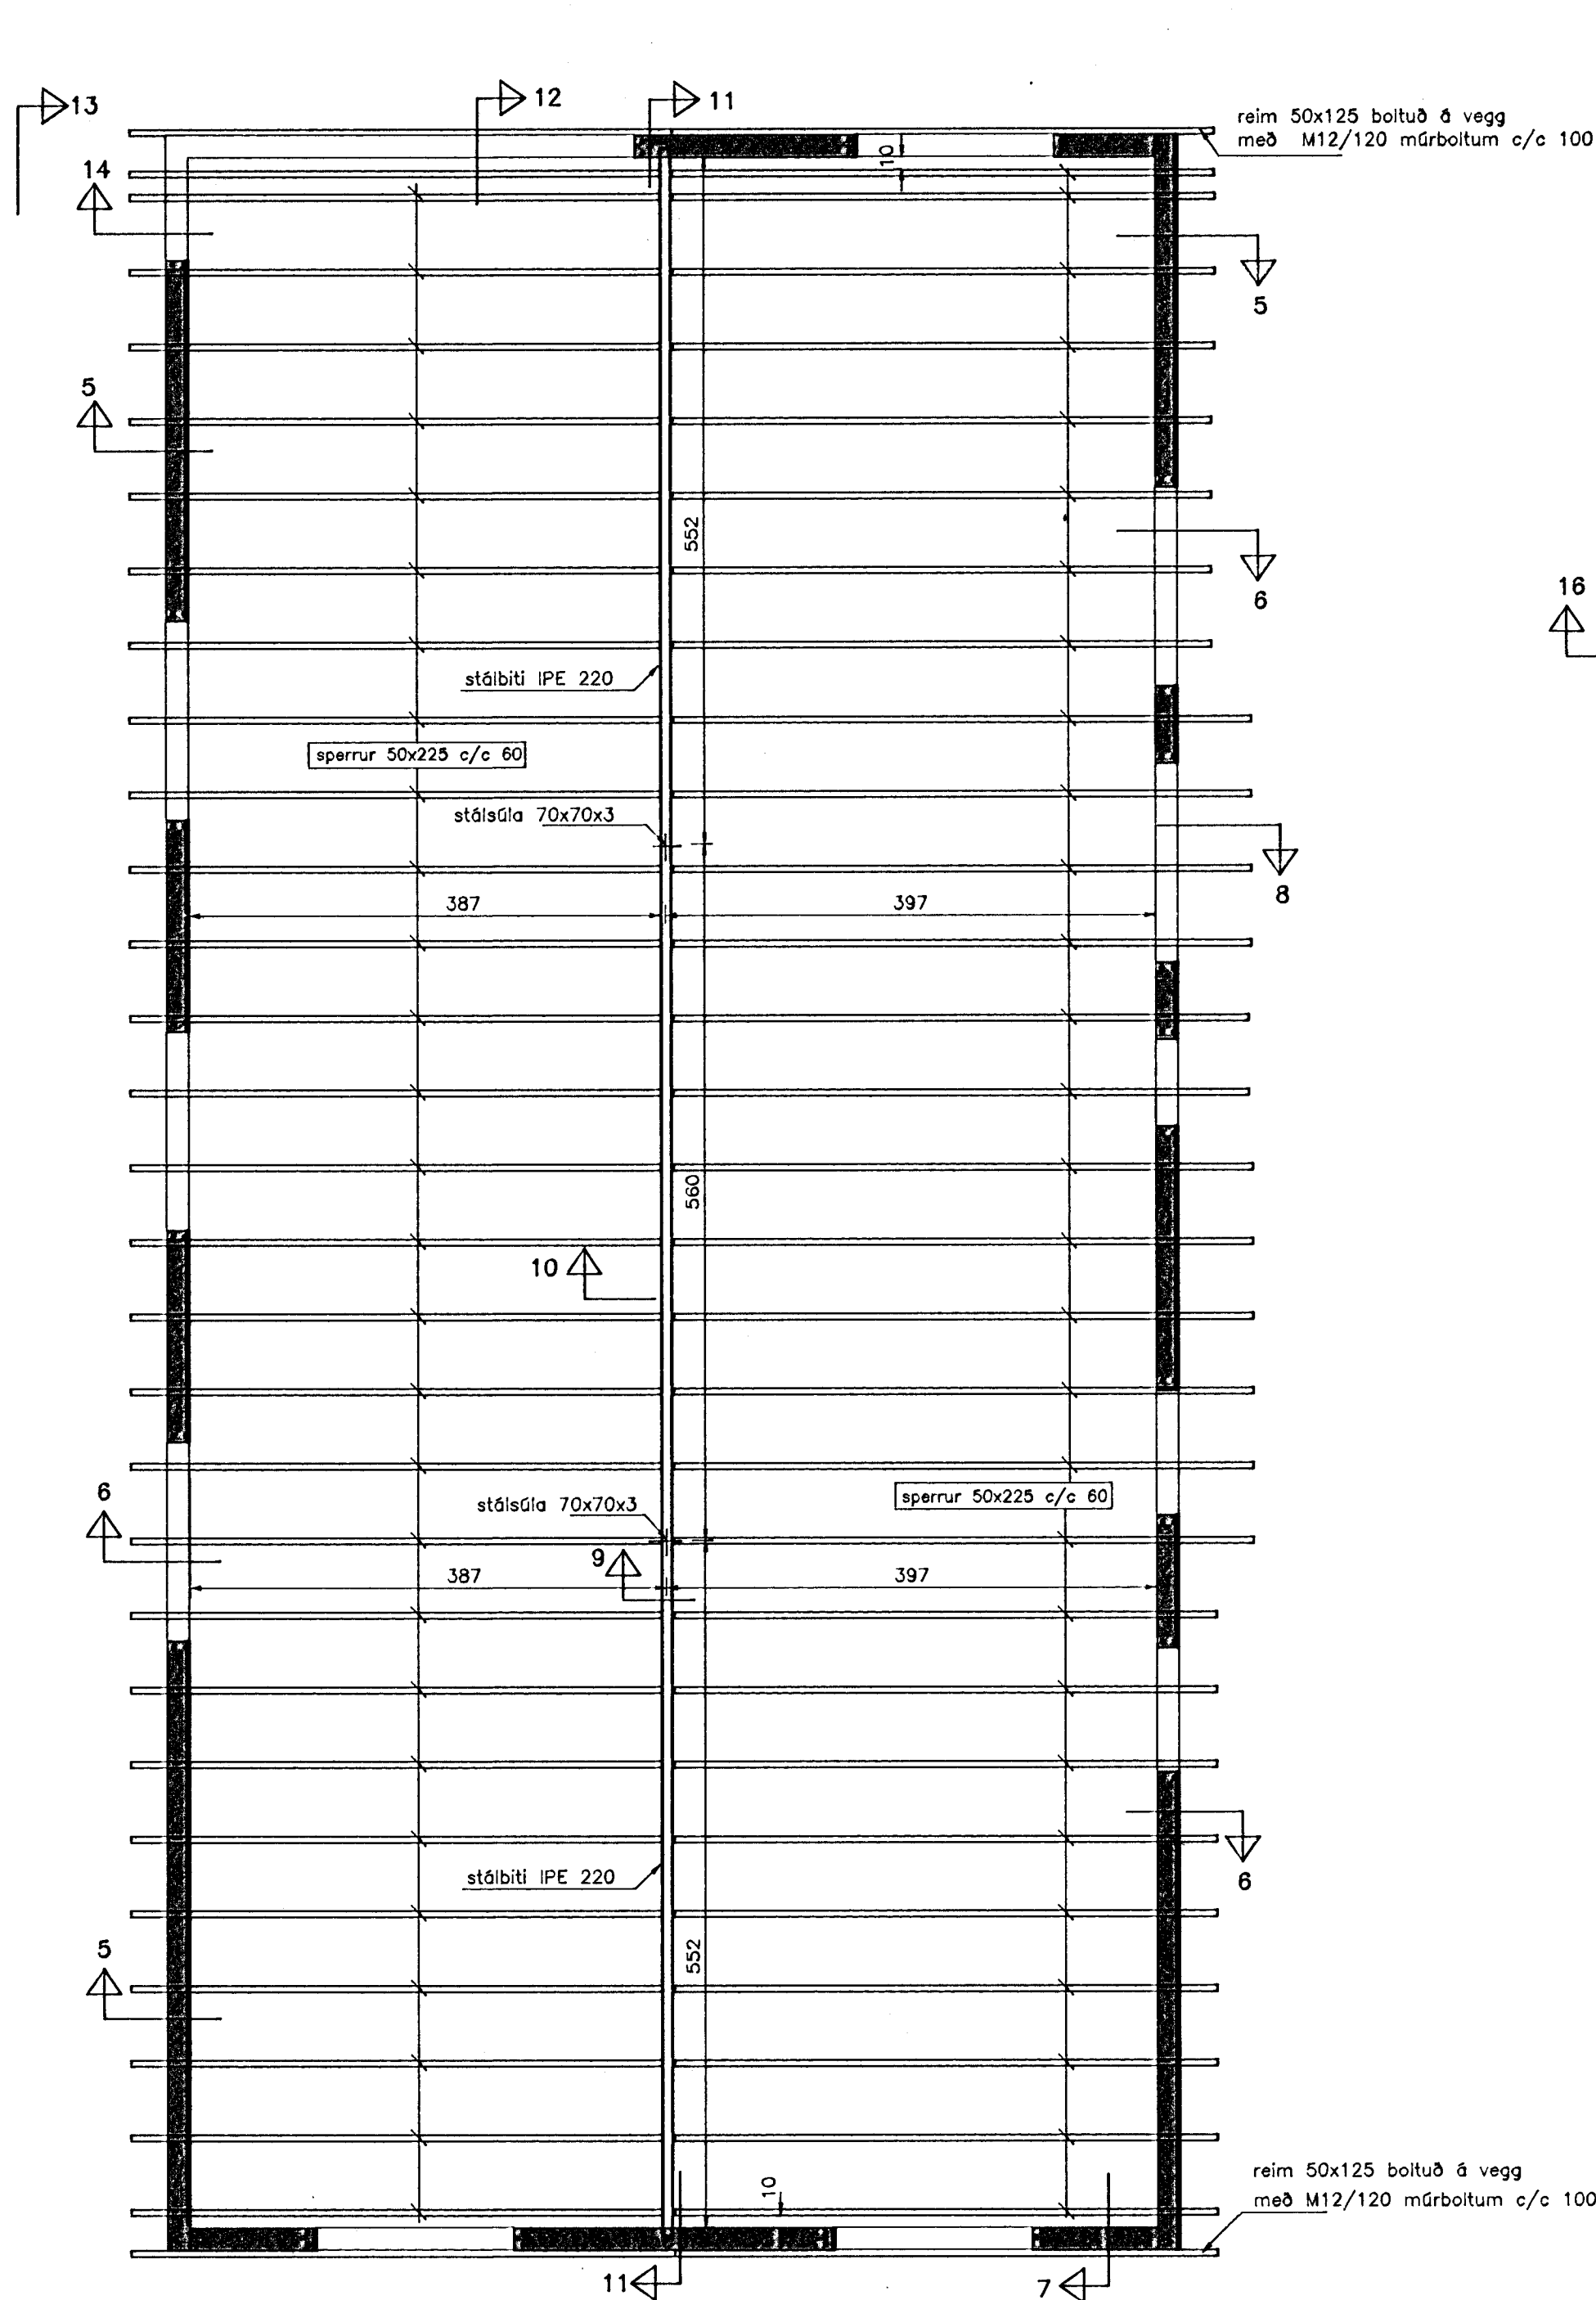 13
12
11
reim 50x125 boltuð á vegg
með M12/120 múrboltum c/c 100
10
14
5
5
552
6
16
stálbiti IPE 220
sperrur 50x225 c/c 60
stálsúla 70x70x3
8
387
397
560
10
6
stálsúla 70x70x3
sperrur 50x225 c/c 60
9
387
397
stálbiti IPE 220
6
5
552
reim 50x125 boltuð á vegg
með M12/120 múrboltum c/c 100
10
11
7